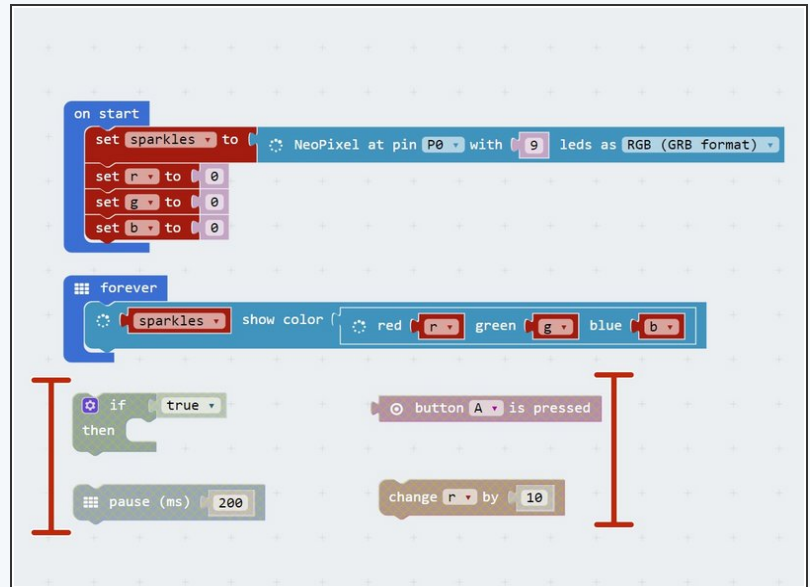 on start
set sparkles to NeoPixel at pin P0 with 9 leds as RGB (GRB format)
set r to 0
set g to 0
set b to 0
forever
sparkles show color red r green g blue b
if true
then
button A is pressed
pause (ms) 200
change r by 10